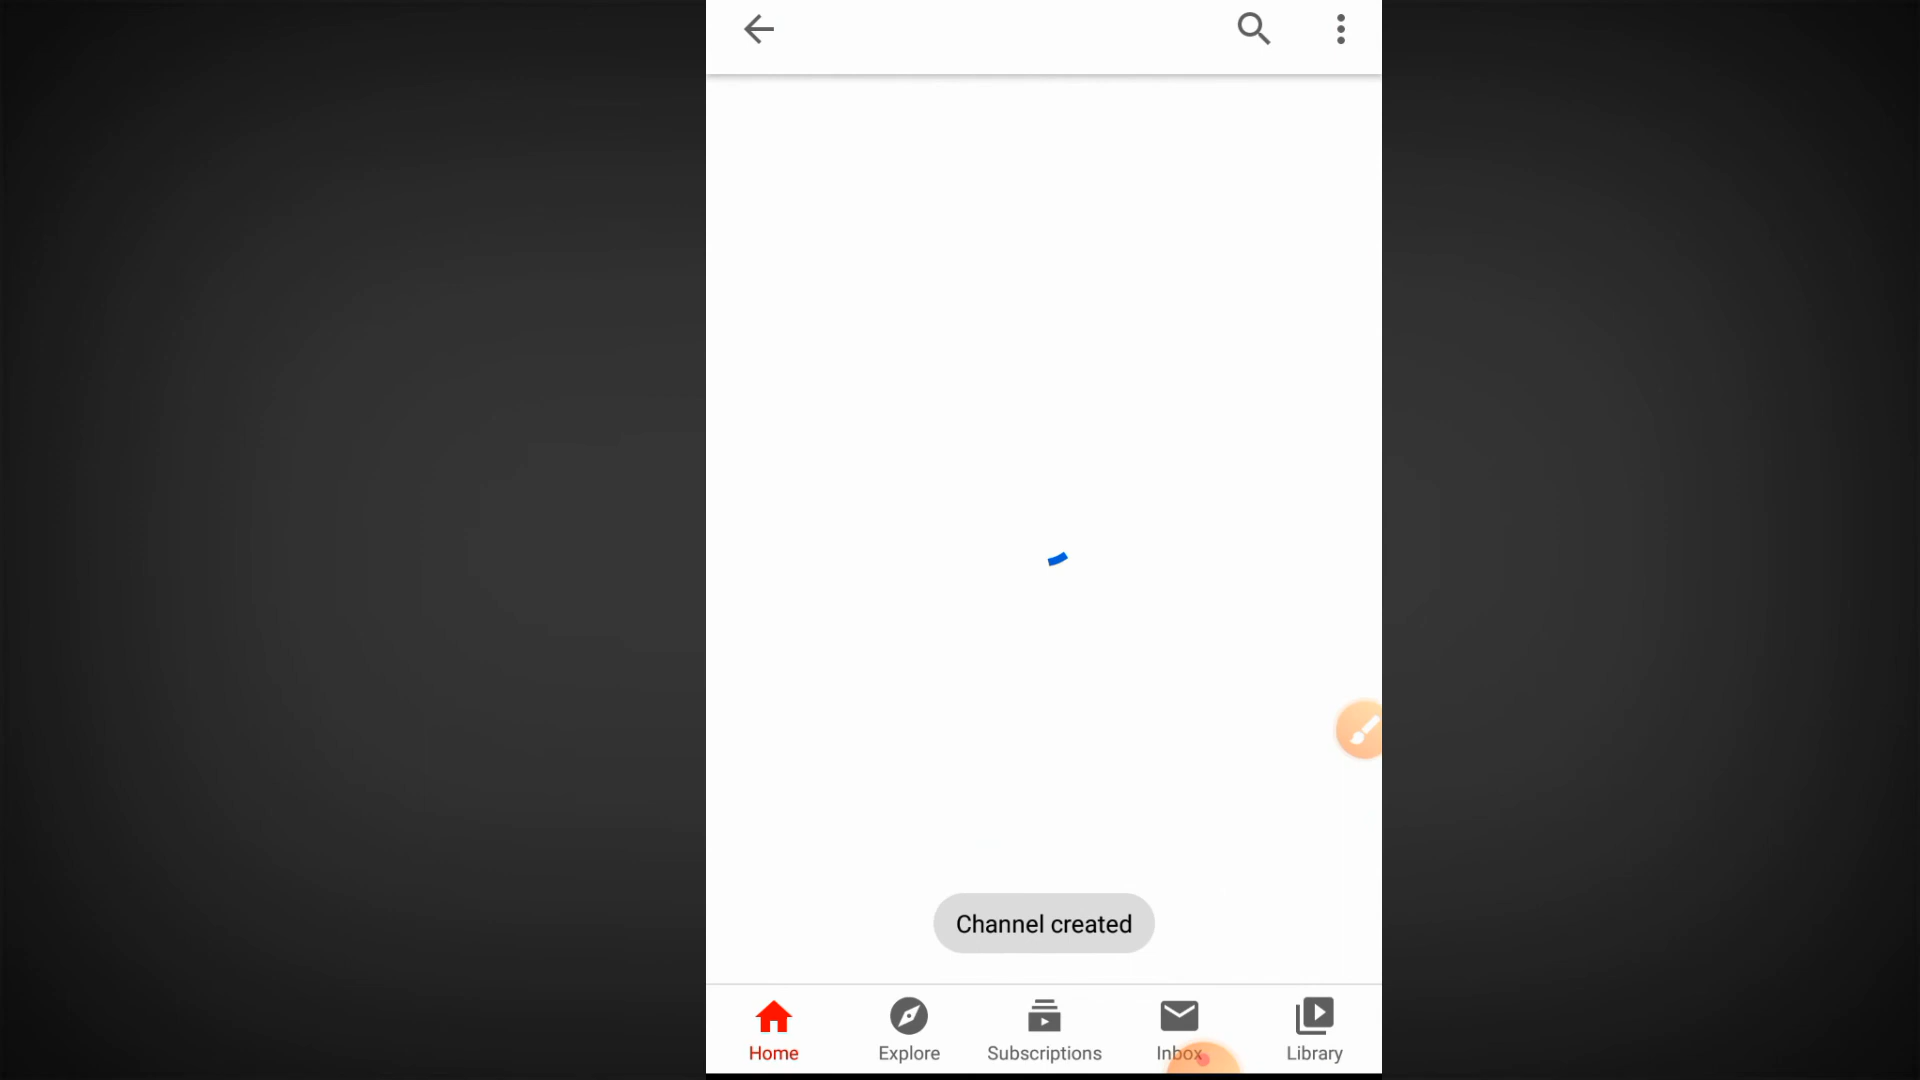 Channel created
Home
Explore
Subscriptions
Inbox
Library